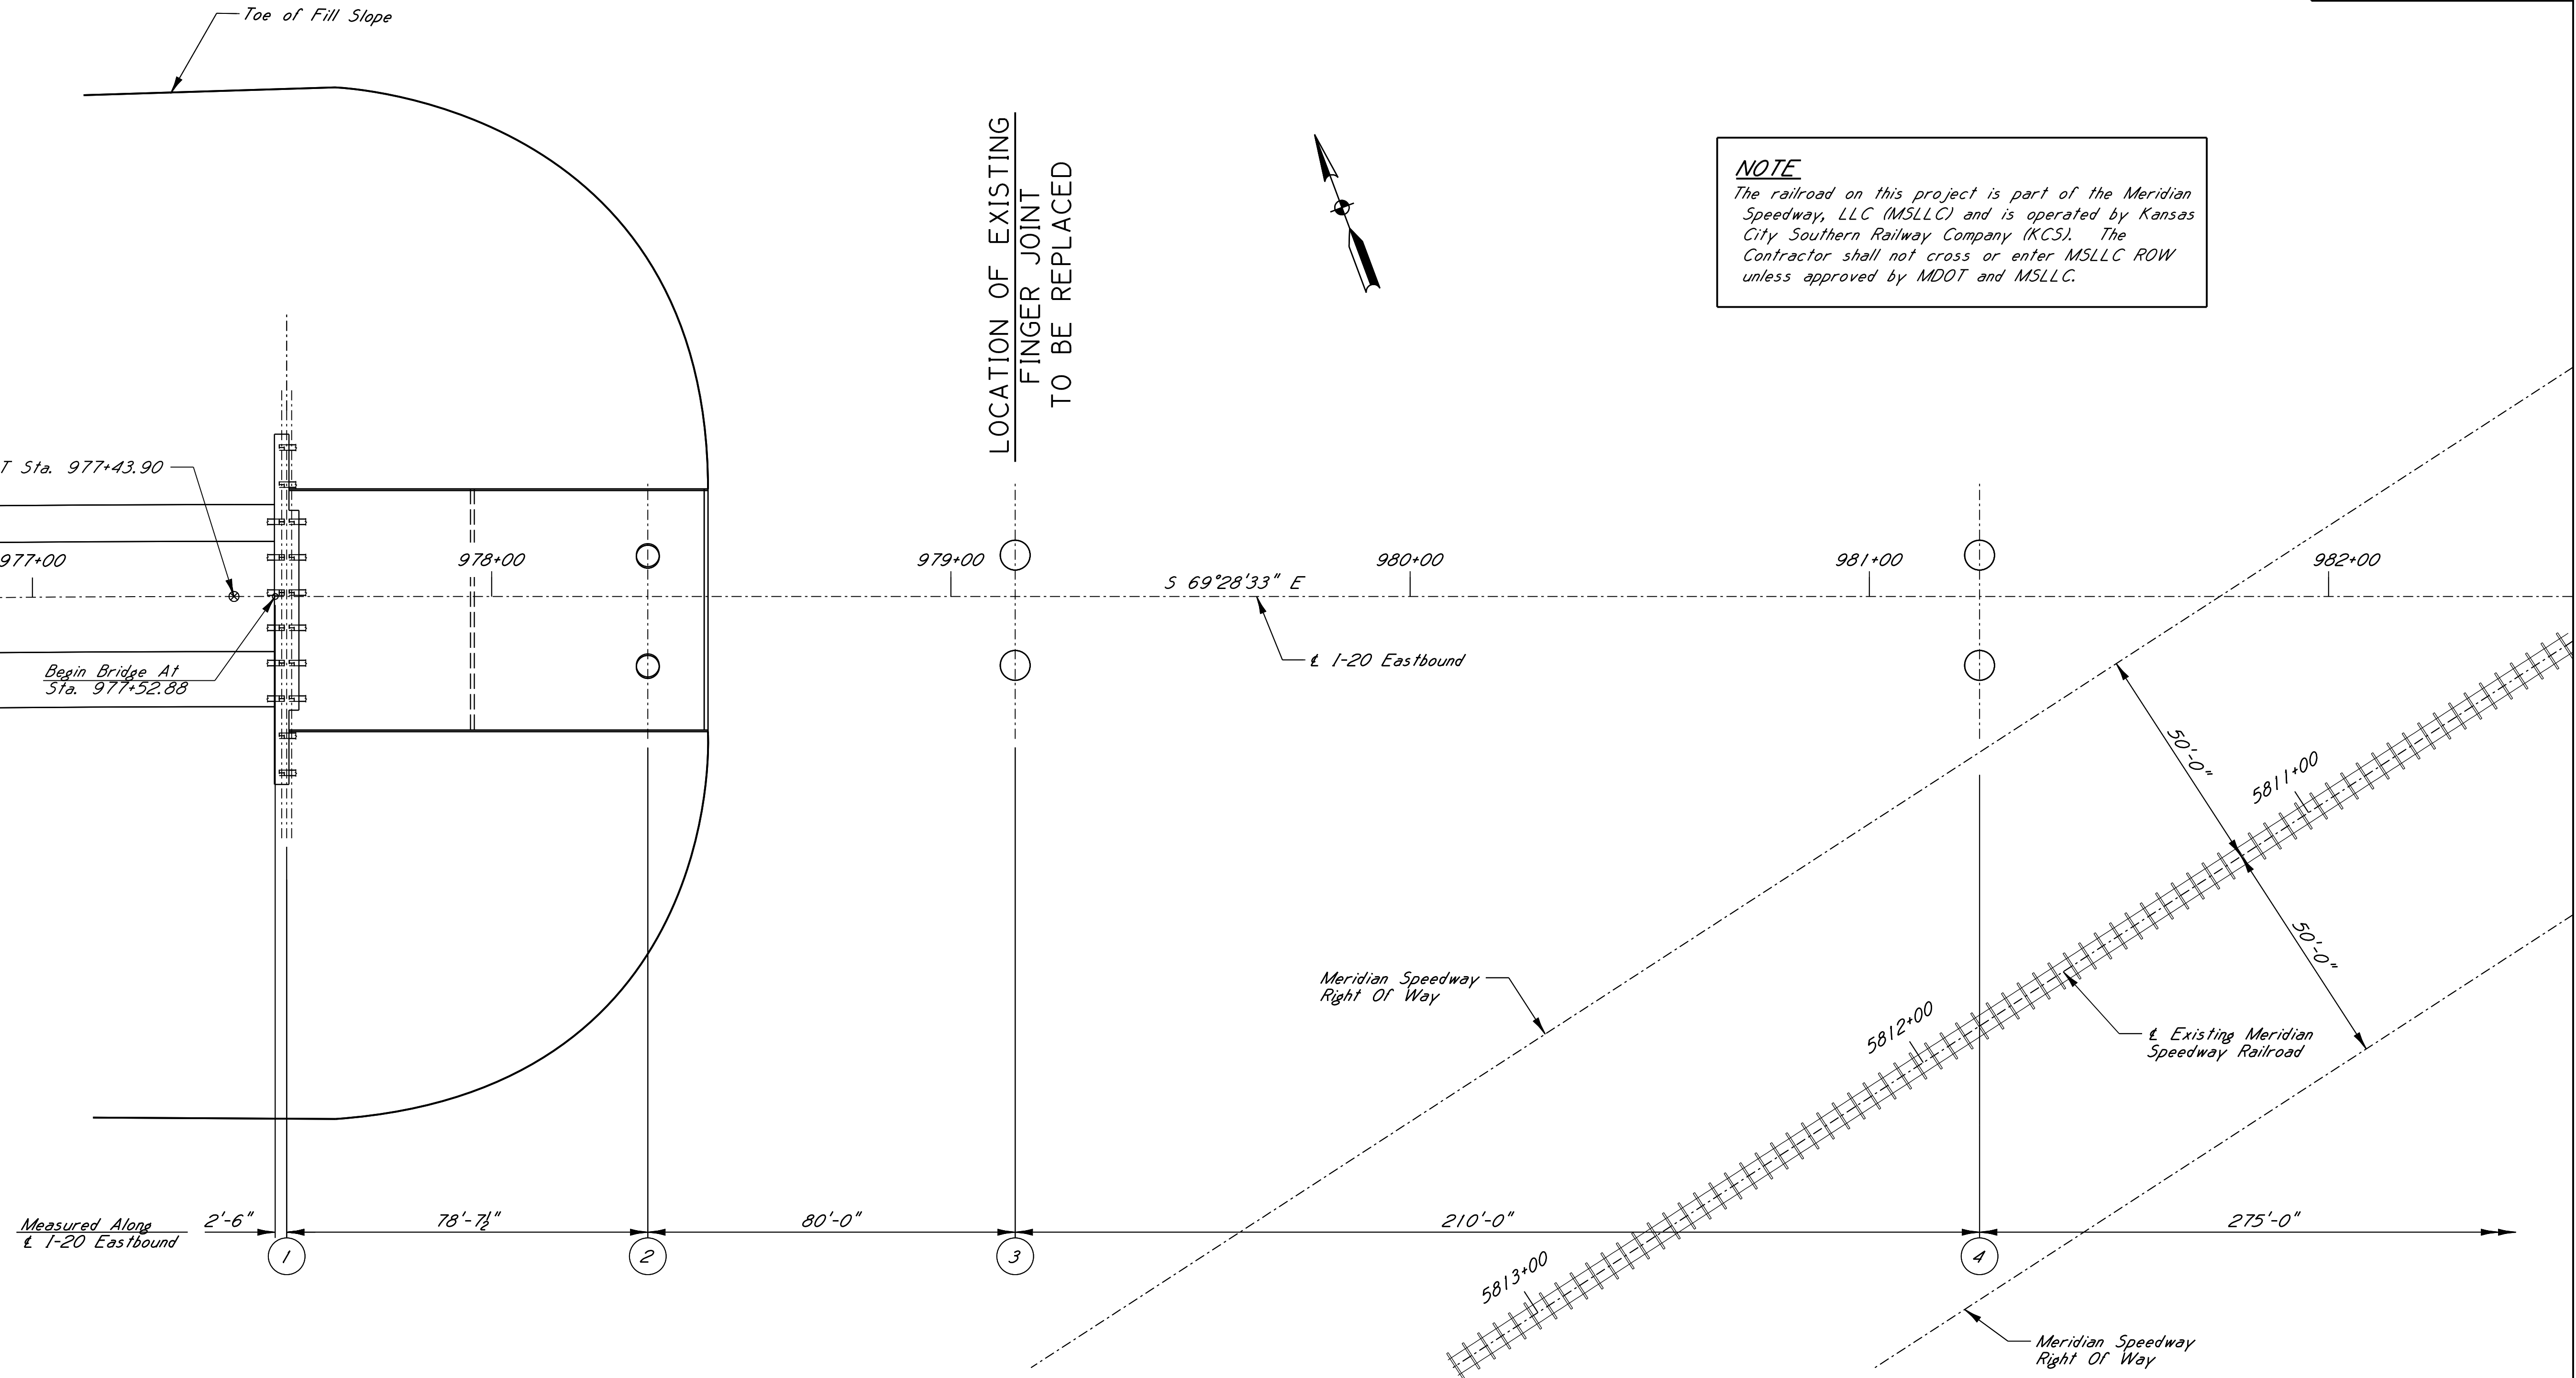 Toe of Fill Slope
LOCATION OF EXISTING
FINGER JOINT
TO BE REPLACED
NOTE
The railroad on this project is part of the Meridian
Speedway, LLC (MSLLC) and is operated by Kansas
City Southern Railway Company (KCS). The
Contractor shall not cross or enter MSLLC ROW
unless approved by MDOT and MSLLC.
T Sta. 977+43.90
977+00
978+00
979+00
980+00
981+00
982+00
S 69°28'33" E
℄ I-20 Eastbound
Begin Bridge At
Sta. 977+52.88
50'-0"
5811+00
50'-0"
Meridian Speedway
Right Of Way
5812+00
℄ Existing Meridian
Speedway Railroad
Measured Along
℄ I-20 Eastbound
2'-6"
78'-7½"
80'-0"
210'-0"
275'-0"
1
2
3
4
5813+00
Meridian Speedway
Right Of Way